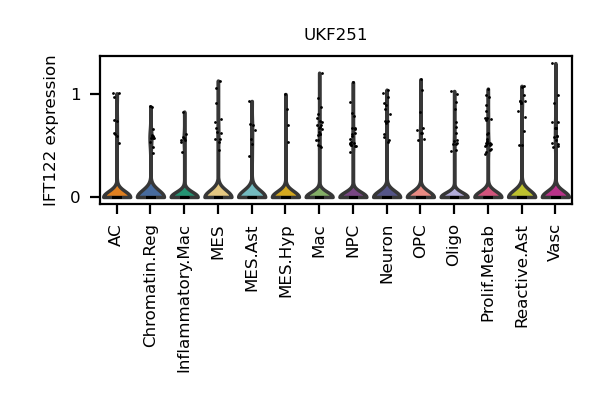 UKF251
IFT122 expression
1
0
AC
Chromatin.Reg
Inflammatory.Mac
MES
MES.Ast
MES.Hyp
Mac
NPC
Neuron
OPC
Oligo
Prolif.Metab
Reactive.Ast
Vasc